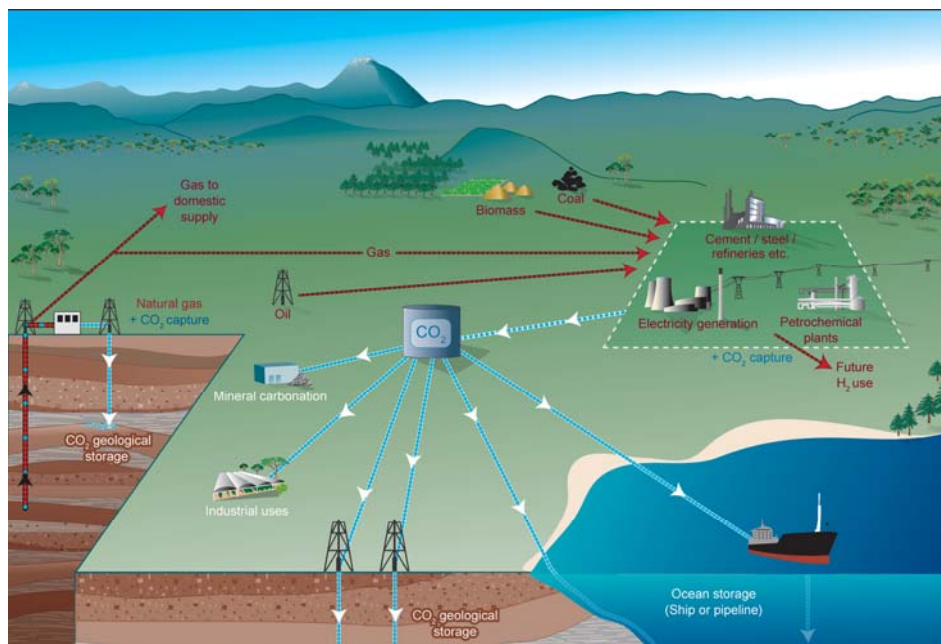 Gas to
domestic
supply
Coal
Biomass
Cement / steel /
refineries etc.
Gas
Natural gas
+ CO₂ capture
Oil
Electricity generation
Petrochemical
plants
CO₂
+ CO₂ capture
Future
H₂ use
Mineral carbonation
CO₂ geological
storage
Industrial uses
Ocean storage
(Ship or pipeline)
CO₂ geological
storage